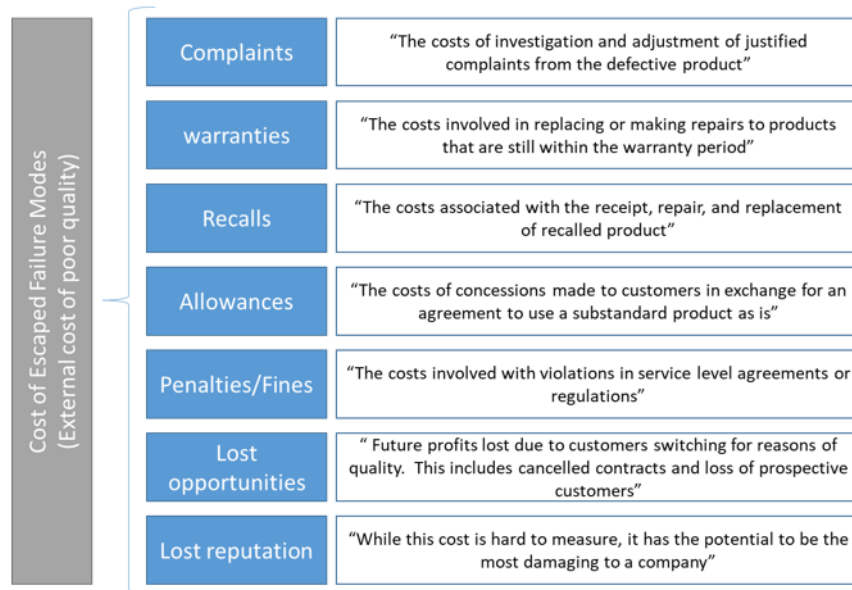 Cost of Escaped Failure Modes
(External cost of poor quality)
Complaints
“The costs of investigation and adjustment of justified
complaints from the defective product”
warranties
“The costs involved in replacing or making repairs to products
that are still within the warranty period”
Recalls
“The costs associated with the receipt, repair, and replacement
of recalled product”
Allowances
“The costs of concessions made to customers in exchange for an
agreement to use a substandard product as is”
Penalties/Fines
“The costs involved with violations in service level agreements or
regulations”
Lost
opportunities
“ Future profits lost due to customers switching for reasons of
quality.  This includes cancelled contracts and loss of prospective
customers”
Lost reputation
“While this cost is hard to measure, it has the potential to be the
most damaging to a company”